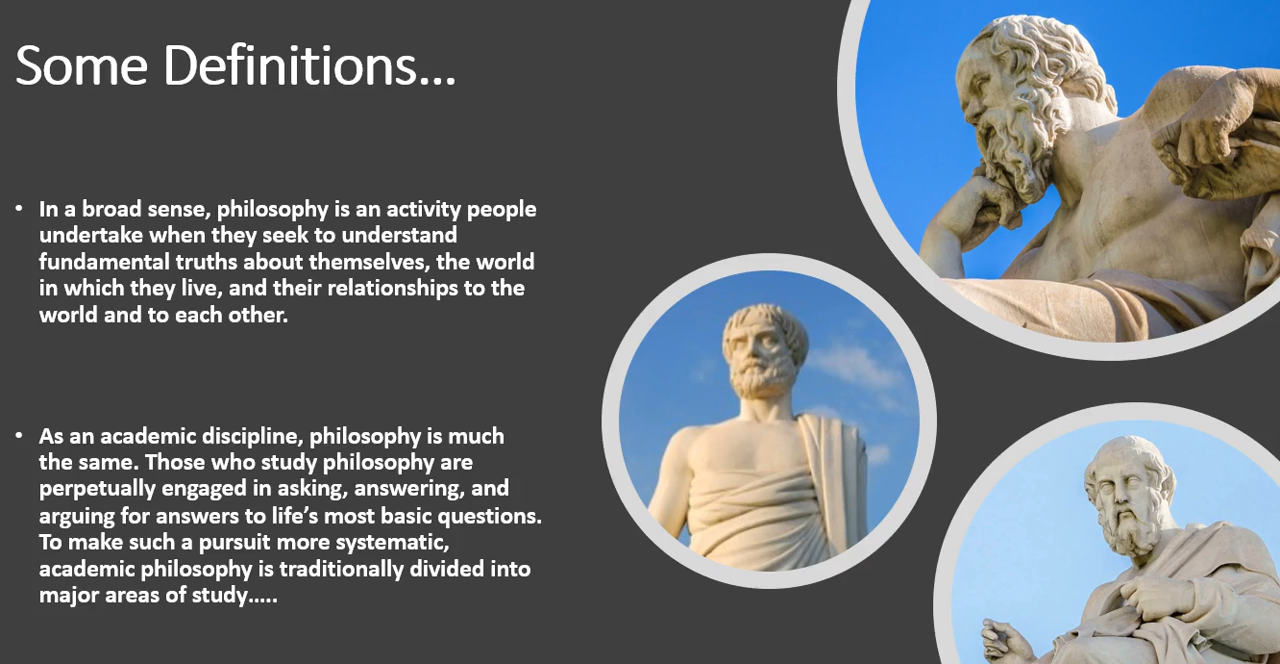 Some Definitions...
• In a broad sense, philosophy is an activity people
undertake when they seek to understand
fundamental truths about themselves, the world
in which they live, and their relationships to the
world and to each other.
• As an academic discipline, philosophy is much
the same. Those who study philosophy are
perpetually engaged in asking, answering, and
arguing for answers to life’s most basic questions.
To make such a pursuit more systematic,
academic philosophy is traditionally divided into
major areas of study.....